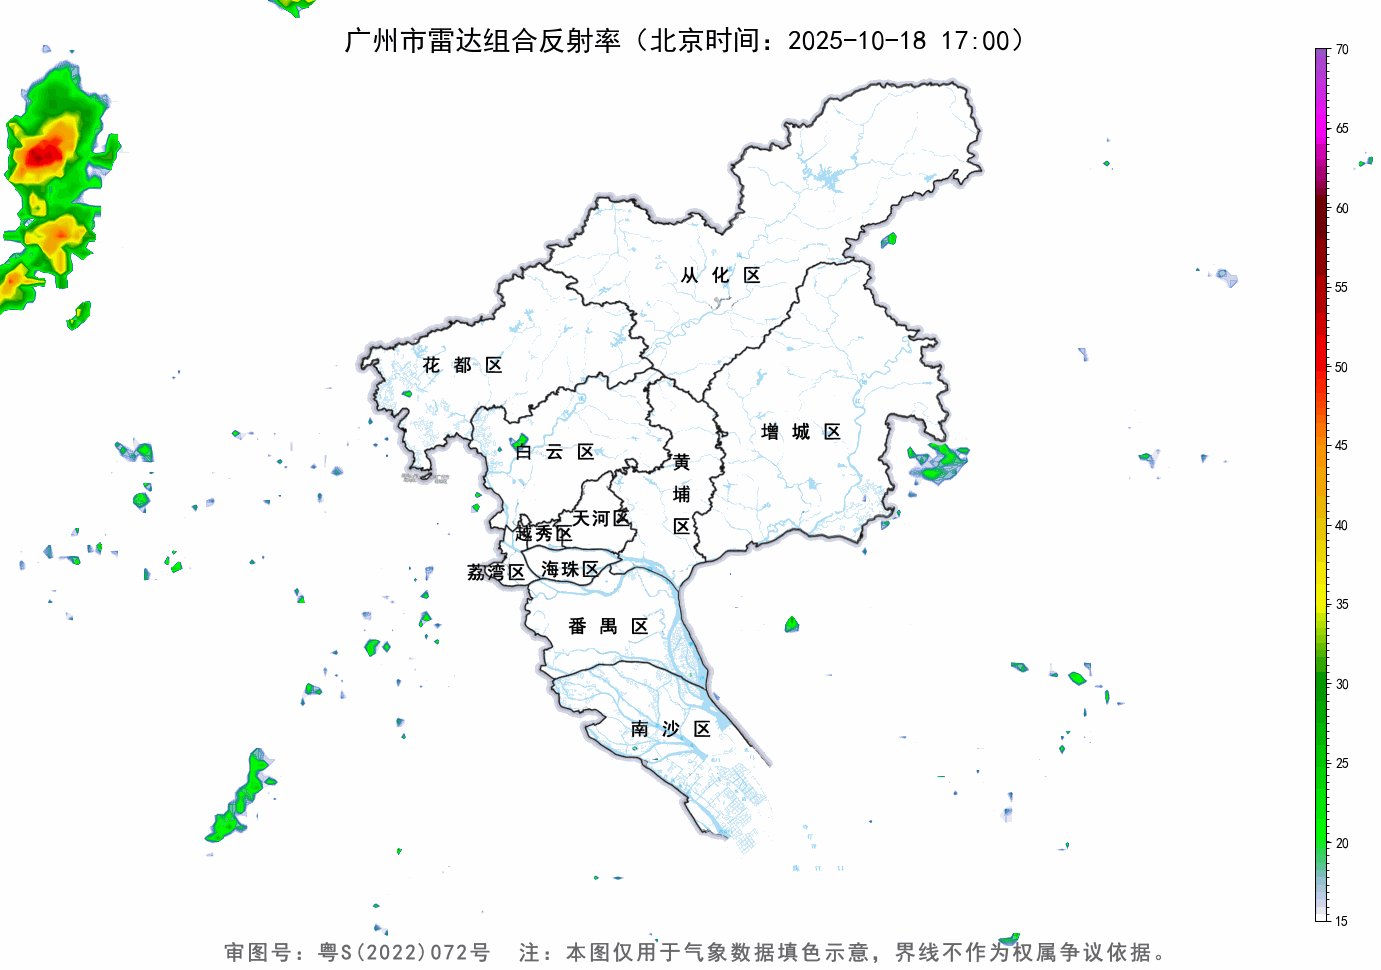 广州市雷达组合反射率（北京时间：2025-10-18 17:00）
70
65
60
55
50
45
40
35
30
25
20
15
从化区
花都区
增城区
白云区
黄埔区
天河区
越秀区
荔湾区
海珠区
番禺区
南沙区
审图号：粤S(2022)072号 注：本图仅用于气象数据填色示意，界线不作为权属争议依据。